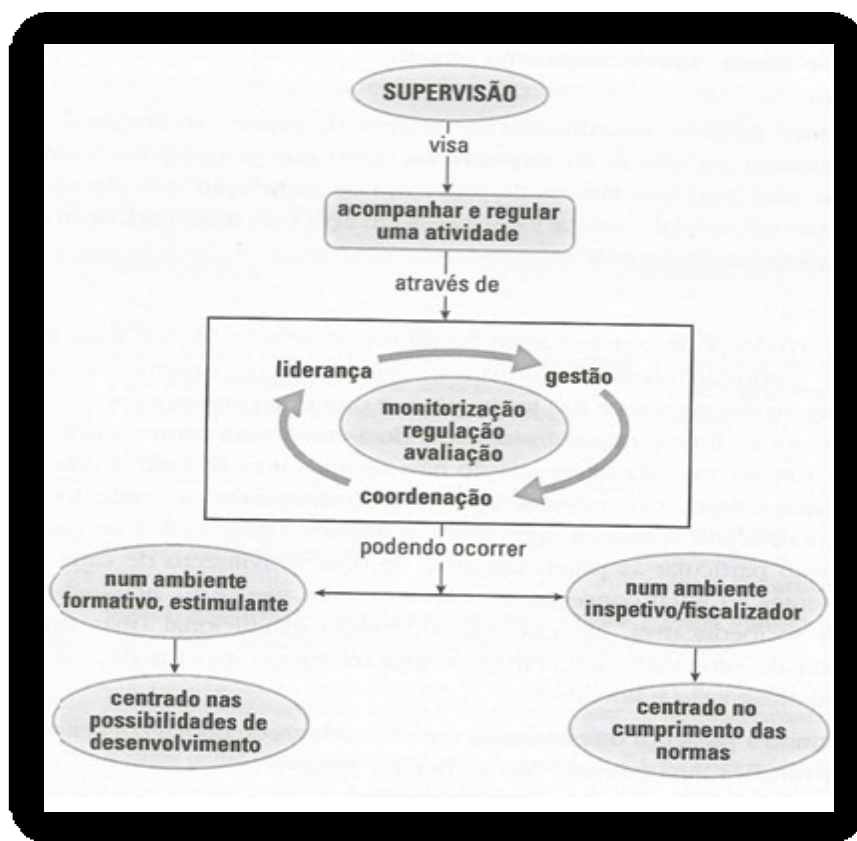 SUPERVISÃO
visa
acompanhar e regular
uma atividade
através de
liderança
gestão
monitorização
regulação
avaliação
coordenação
podendo ocorrer
num ambiente
formativo, estimulante
num ambiente
inspetivo/fiscalizador
centrado nas
possibilidades de
desenvolvimento
centrado no
cumprimento das
normas